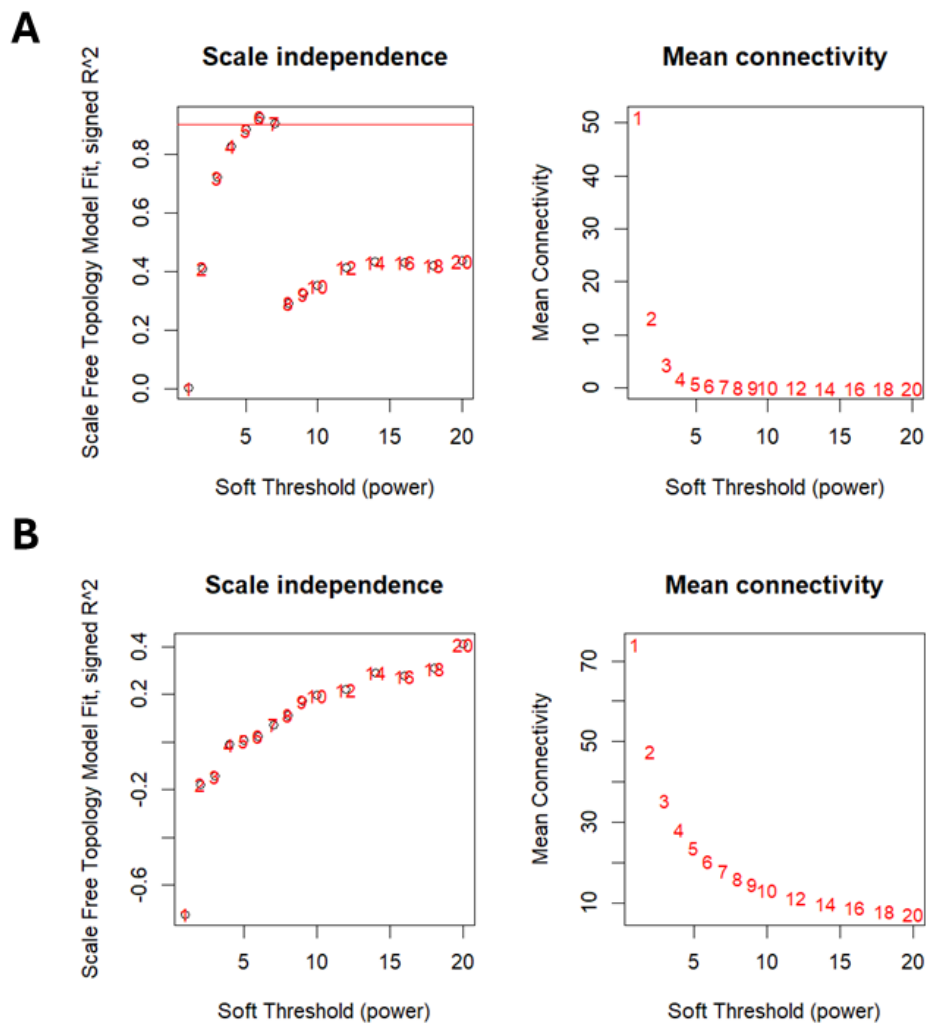 A
Scale independence
Scale Free Topology Model Fit, signed R^2
0.0 0.2 0.4 0.6 0.8
1 2 3 4 5 6 7 8 9 10 12 14 16 18 20
5 10 15 20
Soft Threshold (power)
Mean connectivity
Mean Connectivity
0 10 20 30 40 50
1 2 3 4 5 6 7 8 9 10 12 14 16 18 20
5 10 15 20
Soft Threshold (power)
B
Scale independence
Scale Free Topology Model Fit, signed R^2
-0.6 -0.2 0.2 0.4
1 2 3 4 5 6 7 8 9 10 12 14 16 18 20
5 10 15 20
Soft Threshold (power)
Mean connectivity
Mean Connectivity
10 30 50 70
1 2 3 4 5 6 7 8 9 10 12 14 16 18 20
5 10 15 20
Soft Threshold (power)